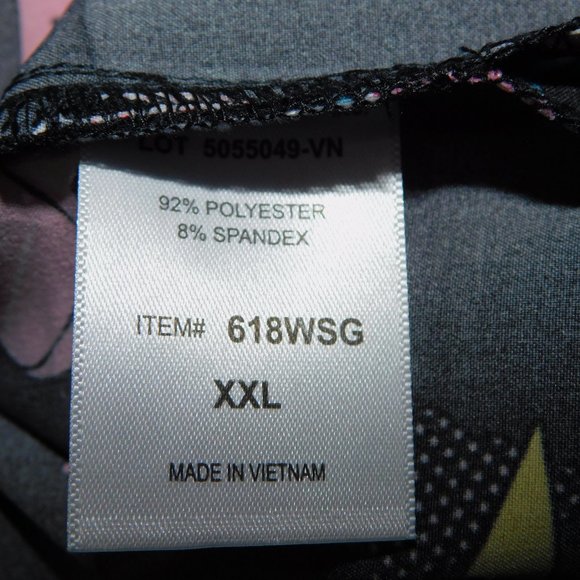 LOT 5055049-VN
92% POLYESTER
8% SPANDEX
ITEM# 618WSG
XXL
MADE IN VIETNAM